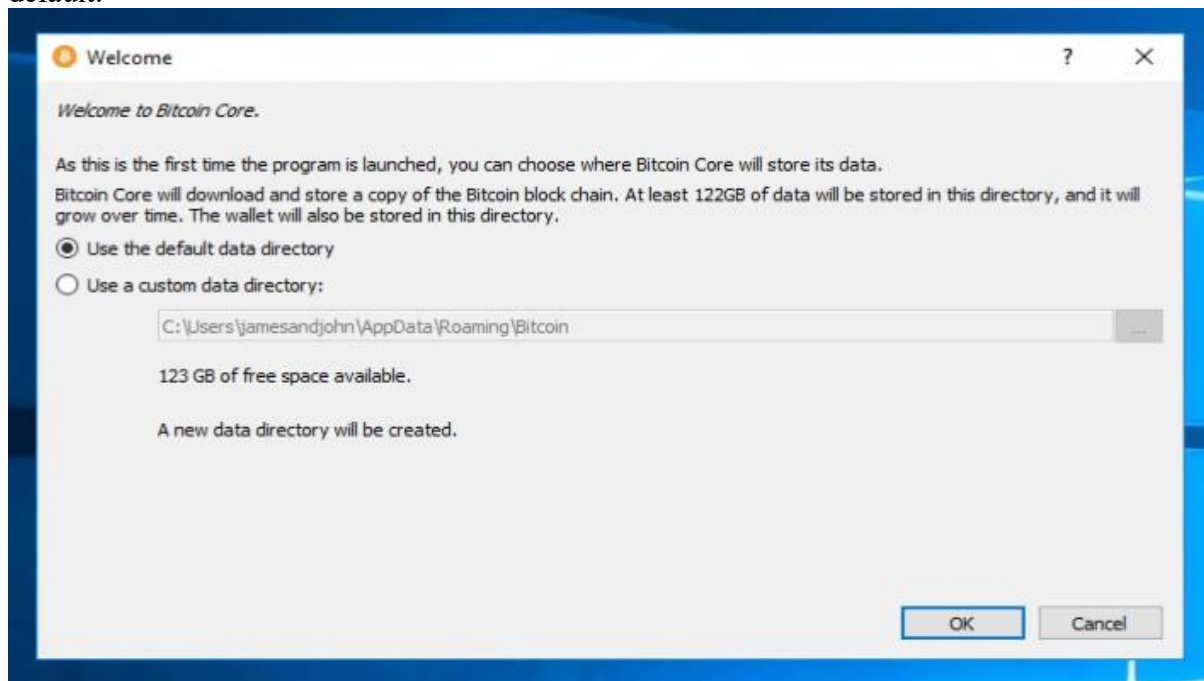 default.
Welcome
Welcome to Bitcoin Core.
As this is the first time the program is launched, you can choose where Bitcoin Core will store its data.
Bitcoin Core will download and store a copy of the Bitcoin block chain. At least 122GB of data will be stored in this directory, and it will
grow over time. The wallet will also be stored in this directory.
Use the default data directory
Use a custom data directory:
C:\Users\jamesandjohn\AppData\Roaming\Bitcoin
...
123 GB of free space available.
A new data directory will be created.
OK Cancel